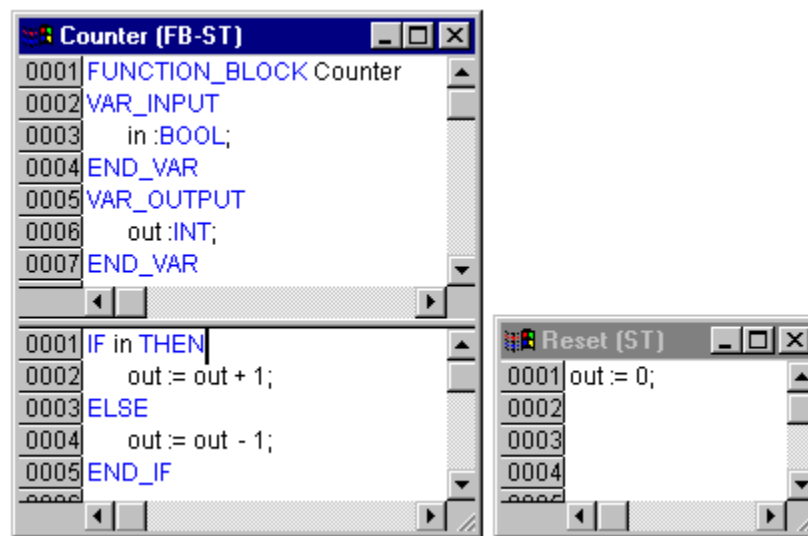 Counter (FB-ST)
0001 FUNCTION_BLOCK Counter
0002 VAR_INPUT
0003 in :BOOL;
0004 END_VAR
0005 VAR_OUTPUT
0006 out :INT;
0007 END_VAR
0001 IF in THEN
0002 out := out + 1;
0003 ELSE
0004 out := out - 1;
0005 END_IF
Reset (ST)
0001 out := 0;
0002
0003
0004